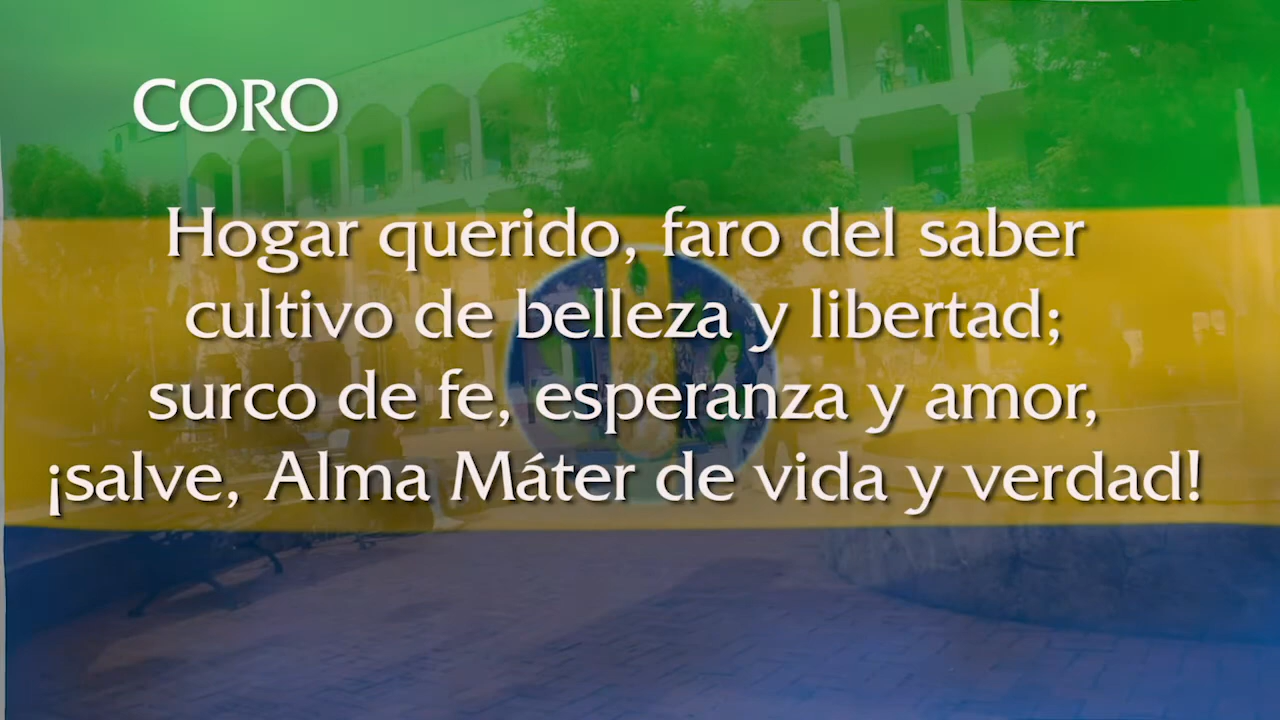 CORO
Hogar querido, faro del saber
cultivo de belleza y libertad;
surco de fe, esperanza y amor,
¡salve, Alma Máter de vida y verdad!